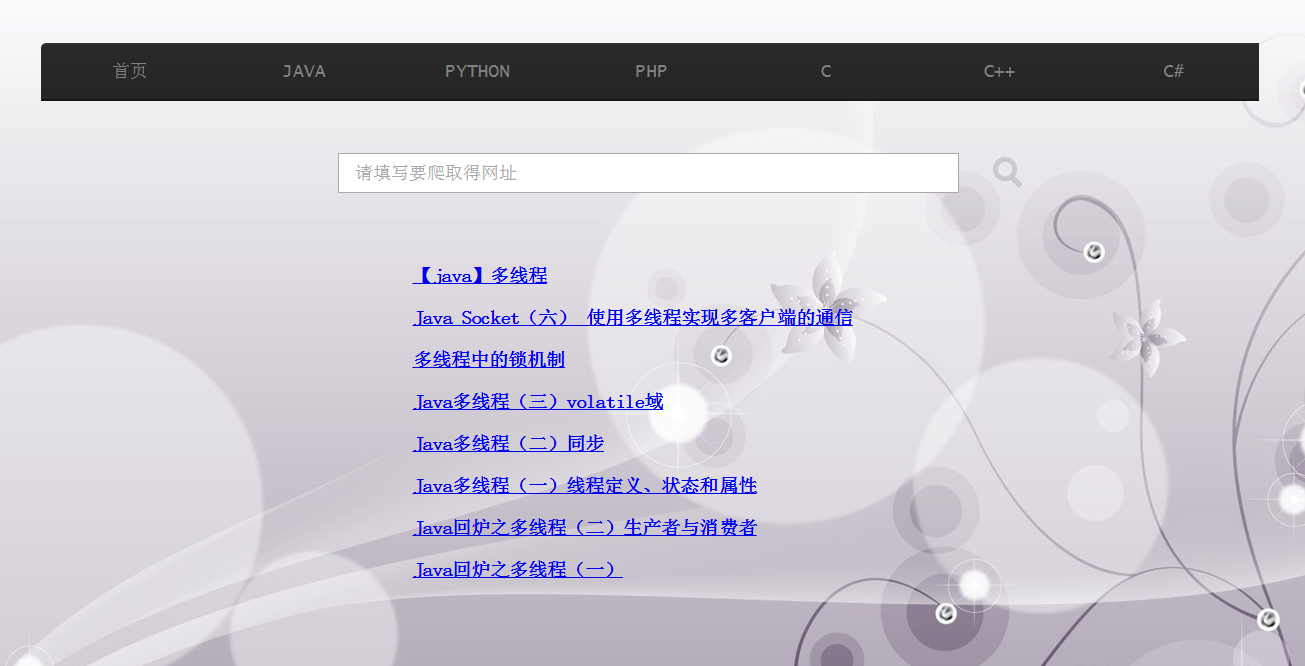 首页 JAVA PYTHON PHP C C++ C#
请填写要爬取得网址
【java】多线程
Java Socket（六） 使用多线程实现多客户端的通信
多线程中的锁机制
Java多线程（三）volatile域
Java多线程（二）同步
Java多线程（一）线程定义、状态和属性
Java回炉之多线程（二）生产者与消费者
Java回炉之多线程（一）